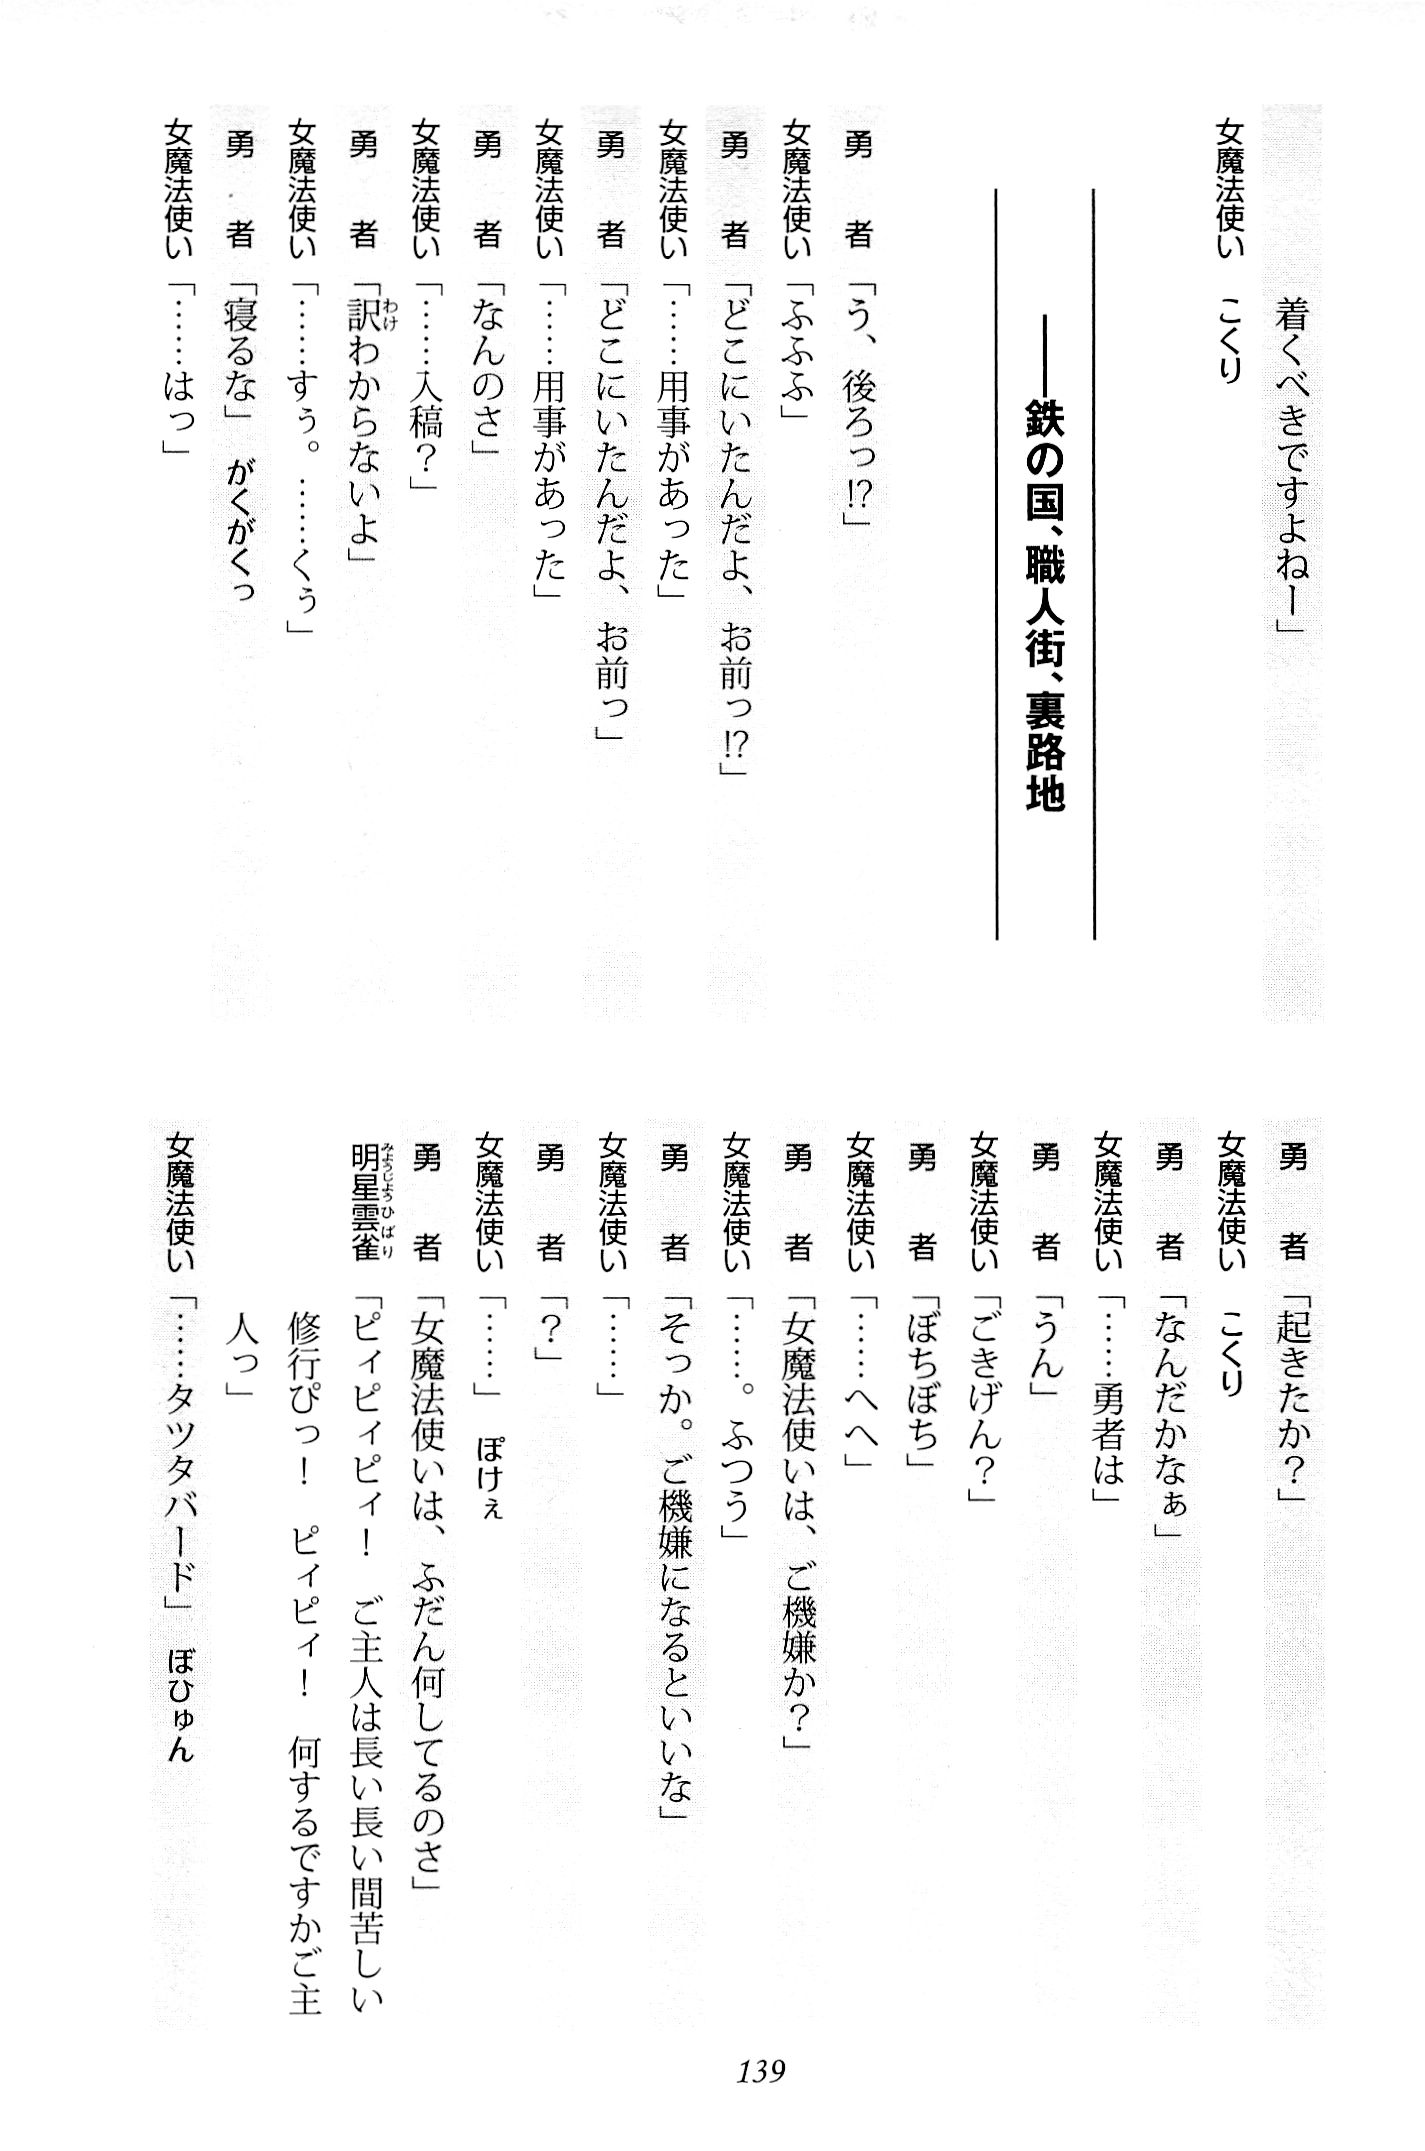 着くべきですよねー」
女魔法使い　こくり
――鉄の国、職人街、裏路地
勇　者「う、後ろっ!?」
女魔法使い「ふふふ」
勇　者「どこにいたんだよ、お前っ!?」
女魔法使い「……用事があった」
勇　者「どこにいたんだよ、お前っ」
女魔法使い「……用事があった」
勇　者「なんのさ」
女魔法使い「……入稿？」
勇　者「訳わからないよ」
女魔法使い「……すぅ。……くぅ」
勇　者「寝るな」　がくがくっ
女魔法使い「……はっ」
勇　者「起きたか？」
女魔法使い　こくり
勇　者「なんだかなぁ」
女魔法使い「……勇者は」
勇　者「うん」
女魔法使い「ごきげん？」
勇　者「ぼちぼち」
女魔法使い「……へへ」
勇　者「女魔法使いは、ご機嫌か？」
女魔法使い「……。ふつう」
勇　者「そっか。ご機嫌になるといいな」
女魔法使い「……」
勇　者「？」
女魔法使い「……」　ぽけぇ
勇　者「女魔法使いは、ふだん何してるのさ」
明星雲雀「ピィピィピィ！　ご主人は長い長い間苦しい
修行ぴっ！　ピィピィ！　何するですかご主
人っ」
女魔法使い「……タツタバード」　ぼひゅん
139